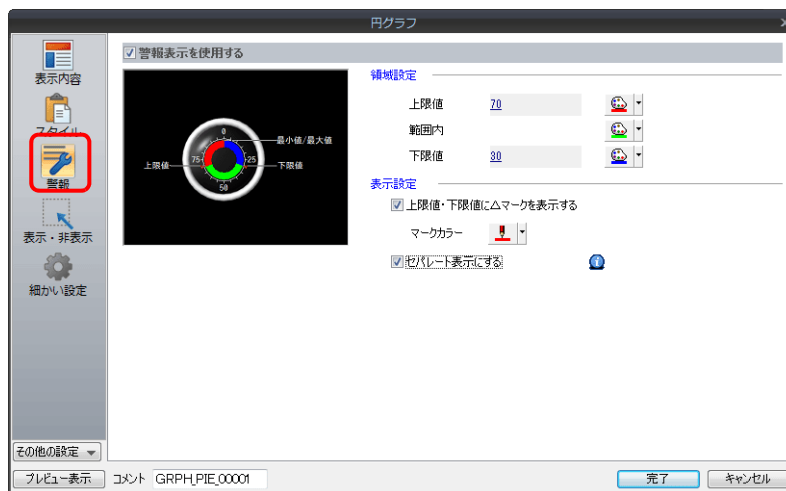 円グラフ
表示内容
スタイル
警報
表示・非表示
細かい設定
その他の設定
警報表示を使用する
0
最小値/最大値
上限値
75
25
下限値
50
領域設定
上限値 70
範囲内
下限値 30
表示設定
上限値・下限値に△マークを表示する
マークカラー
セパレート表示にする
プレビュー表示 コメント GRPH_PIE_00001 完了 キャンセル